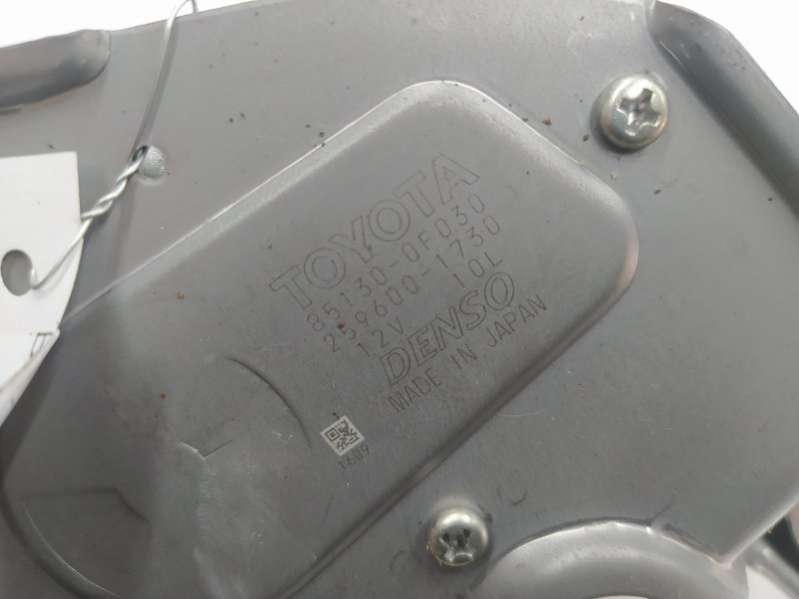 TOYOTA
85130-0F030
259600-1730
12V 10L
DENSO
MADE IN JAPAN